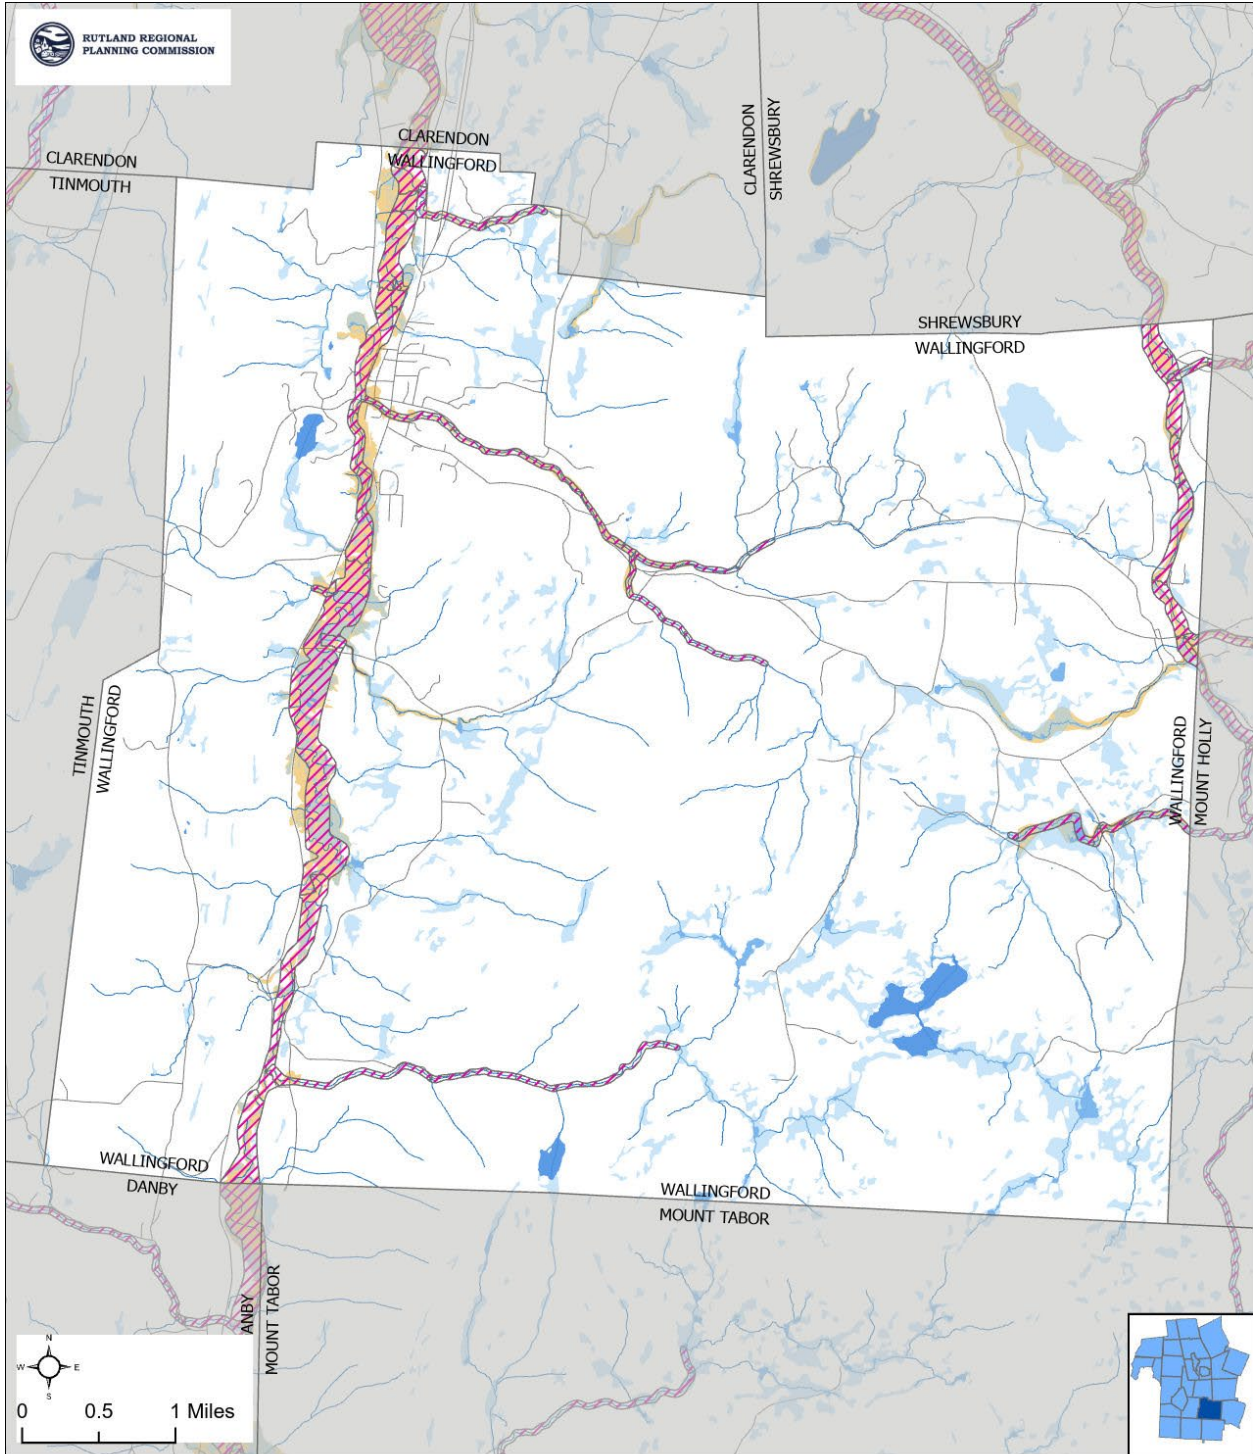 RUTLAND REGIONAL
PLANNING COMMISSION
CLARENDON
WALLINGFORD
CLARENDON
TINMOUTH
CLARENDON
SHREWSBURY
SHREWSBURY
WALLINGFORD
TINMOUTH
WALLINGFORD
WALLINGFORD
MOUNT HOLLY
WALLINGFORD
DANBY
WALLINGFORD
MOUNT TABOR
ANBY
MOUNT TABOR
N
W E
S
0 0.5 1 Miles